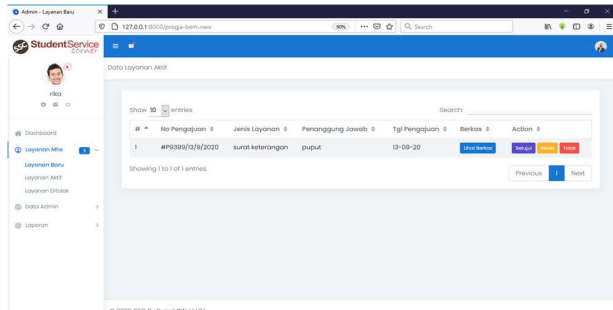 Admin - Layanan Baru
127.0.0.1:8000/progja-bem-new
90%
Search
SSC StudentService
corner
Data Layanan Aktif
rika
Dashboard
Layanan Mhs
Layanan Baru
Layanan Aktif
Layanan Ditolak
Data Admin
Laporan
Show 10 entries
Search:
# No Pengajuan Jenis Layanan Penanggung Jawab Tgl Pengajuan Berkas Action
1 #P9399/13/9/2020 surat keterangan puput 13-09-20 Lihat Berkas Setujui Tolak
Showing 1 to 1 of 1 entries
Previous 1 Next